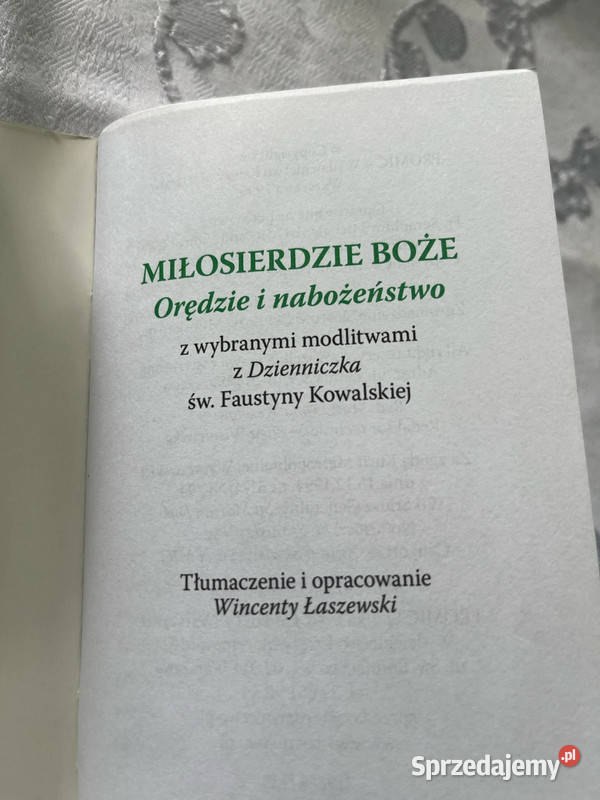 MIŁOSIERDZIE BOŻE
Orędzie i nabożeństwo
z wybranymi modlitwami
z Dzienniczka
św. Faustyny Kowalskiej
Tłumaczenie i opracowanie
Wincenty Łaszewski
Sprzedajemy.pl